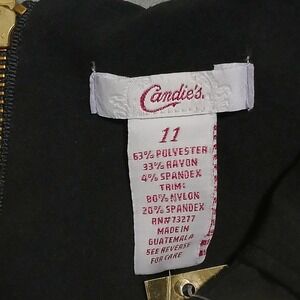 Candie's.
11
63% POLYESTER
33% RAYON
4% SPANDEX
TRIM:
80% NYLON
20% SPANDEX
RN# 73277
MADE IN
GUATEMALA
SEE REVERSE
FOR CARE